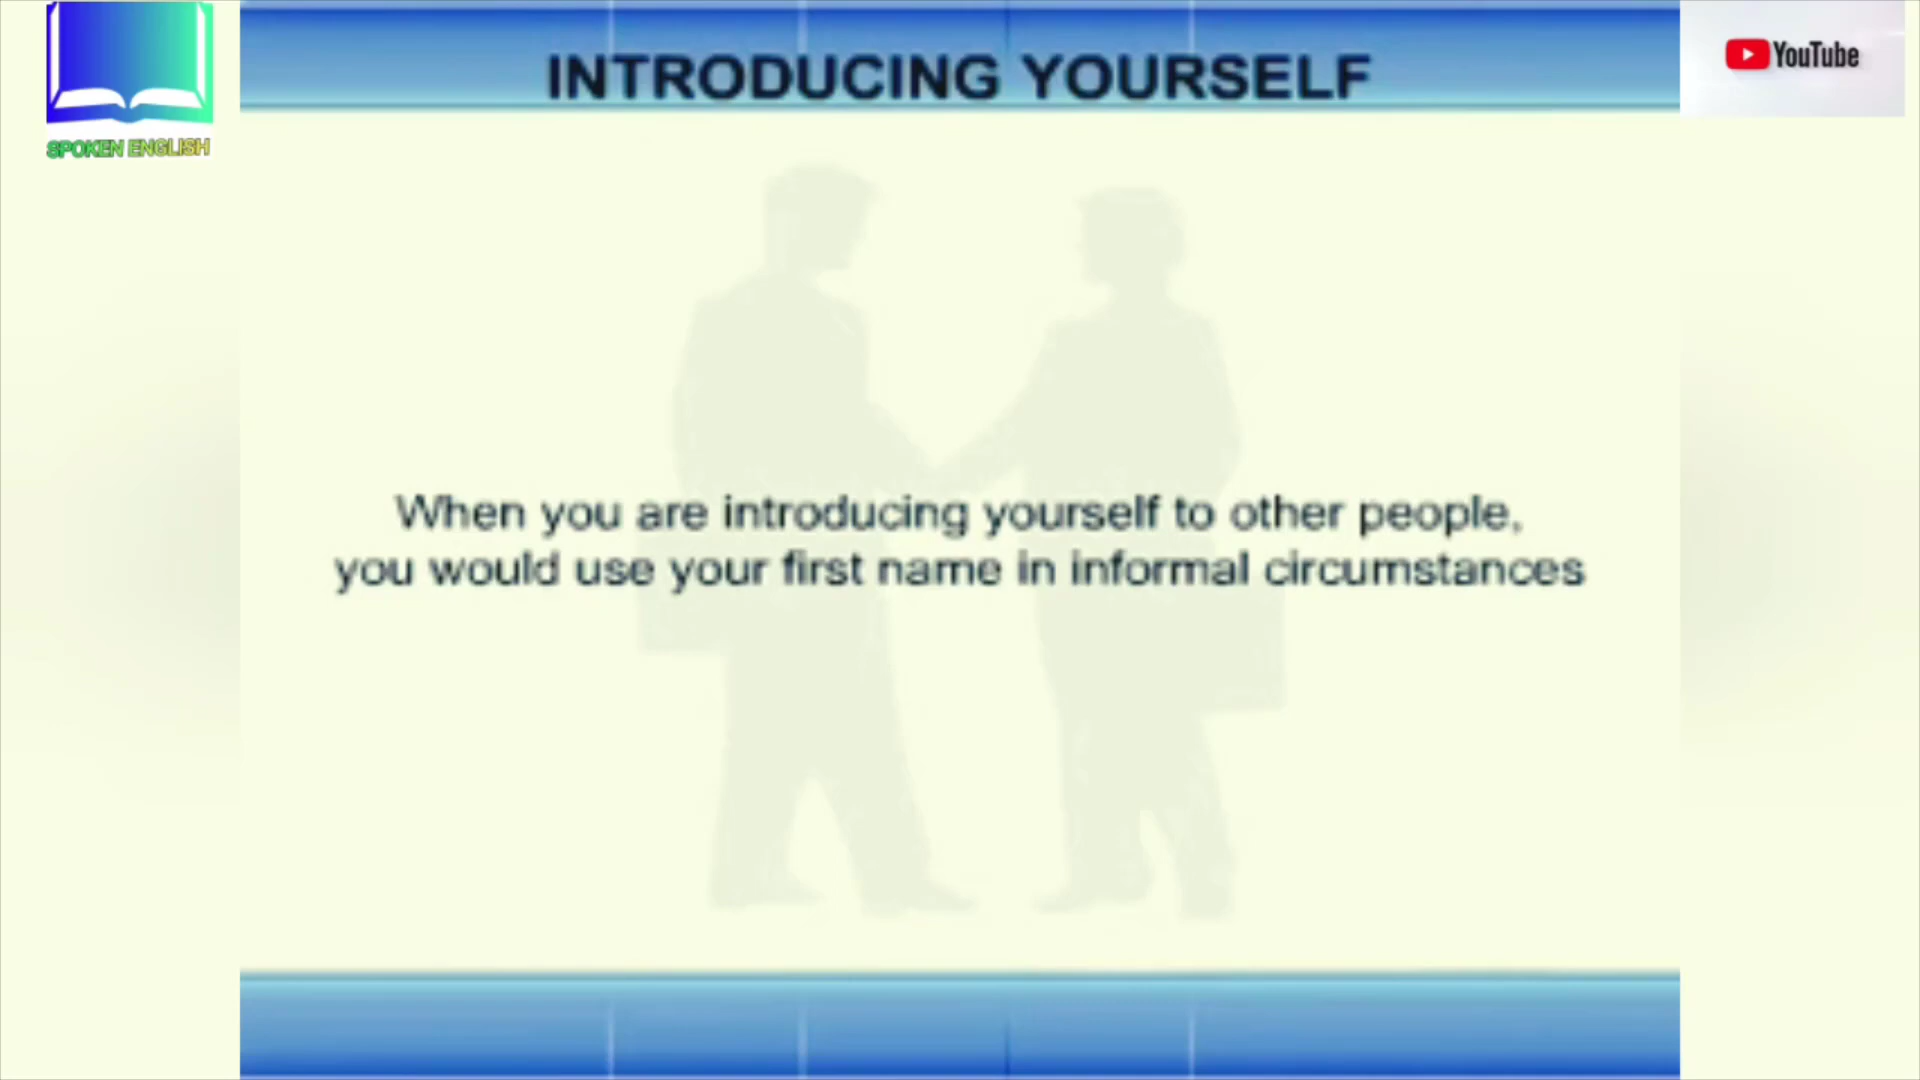 INTRODUCING YOURSELF
YouTube
SPOKEN ENGLISH
When you are introducing yourself to other people,
you would use your first name in informal circumstances